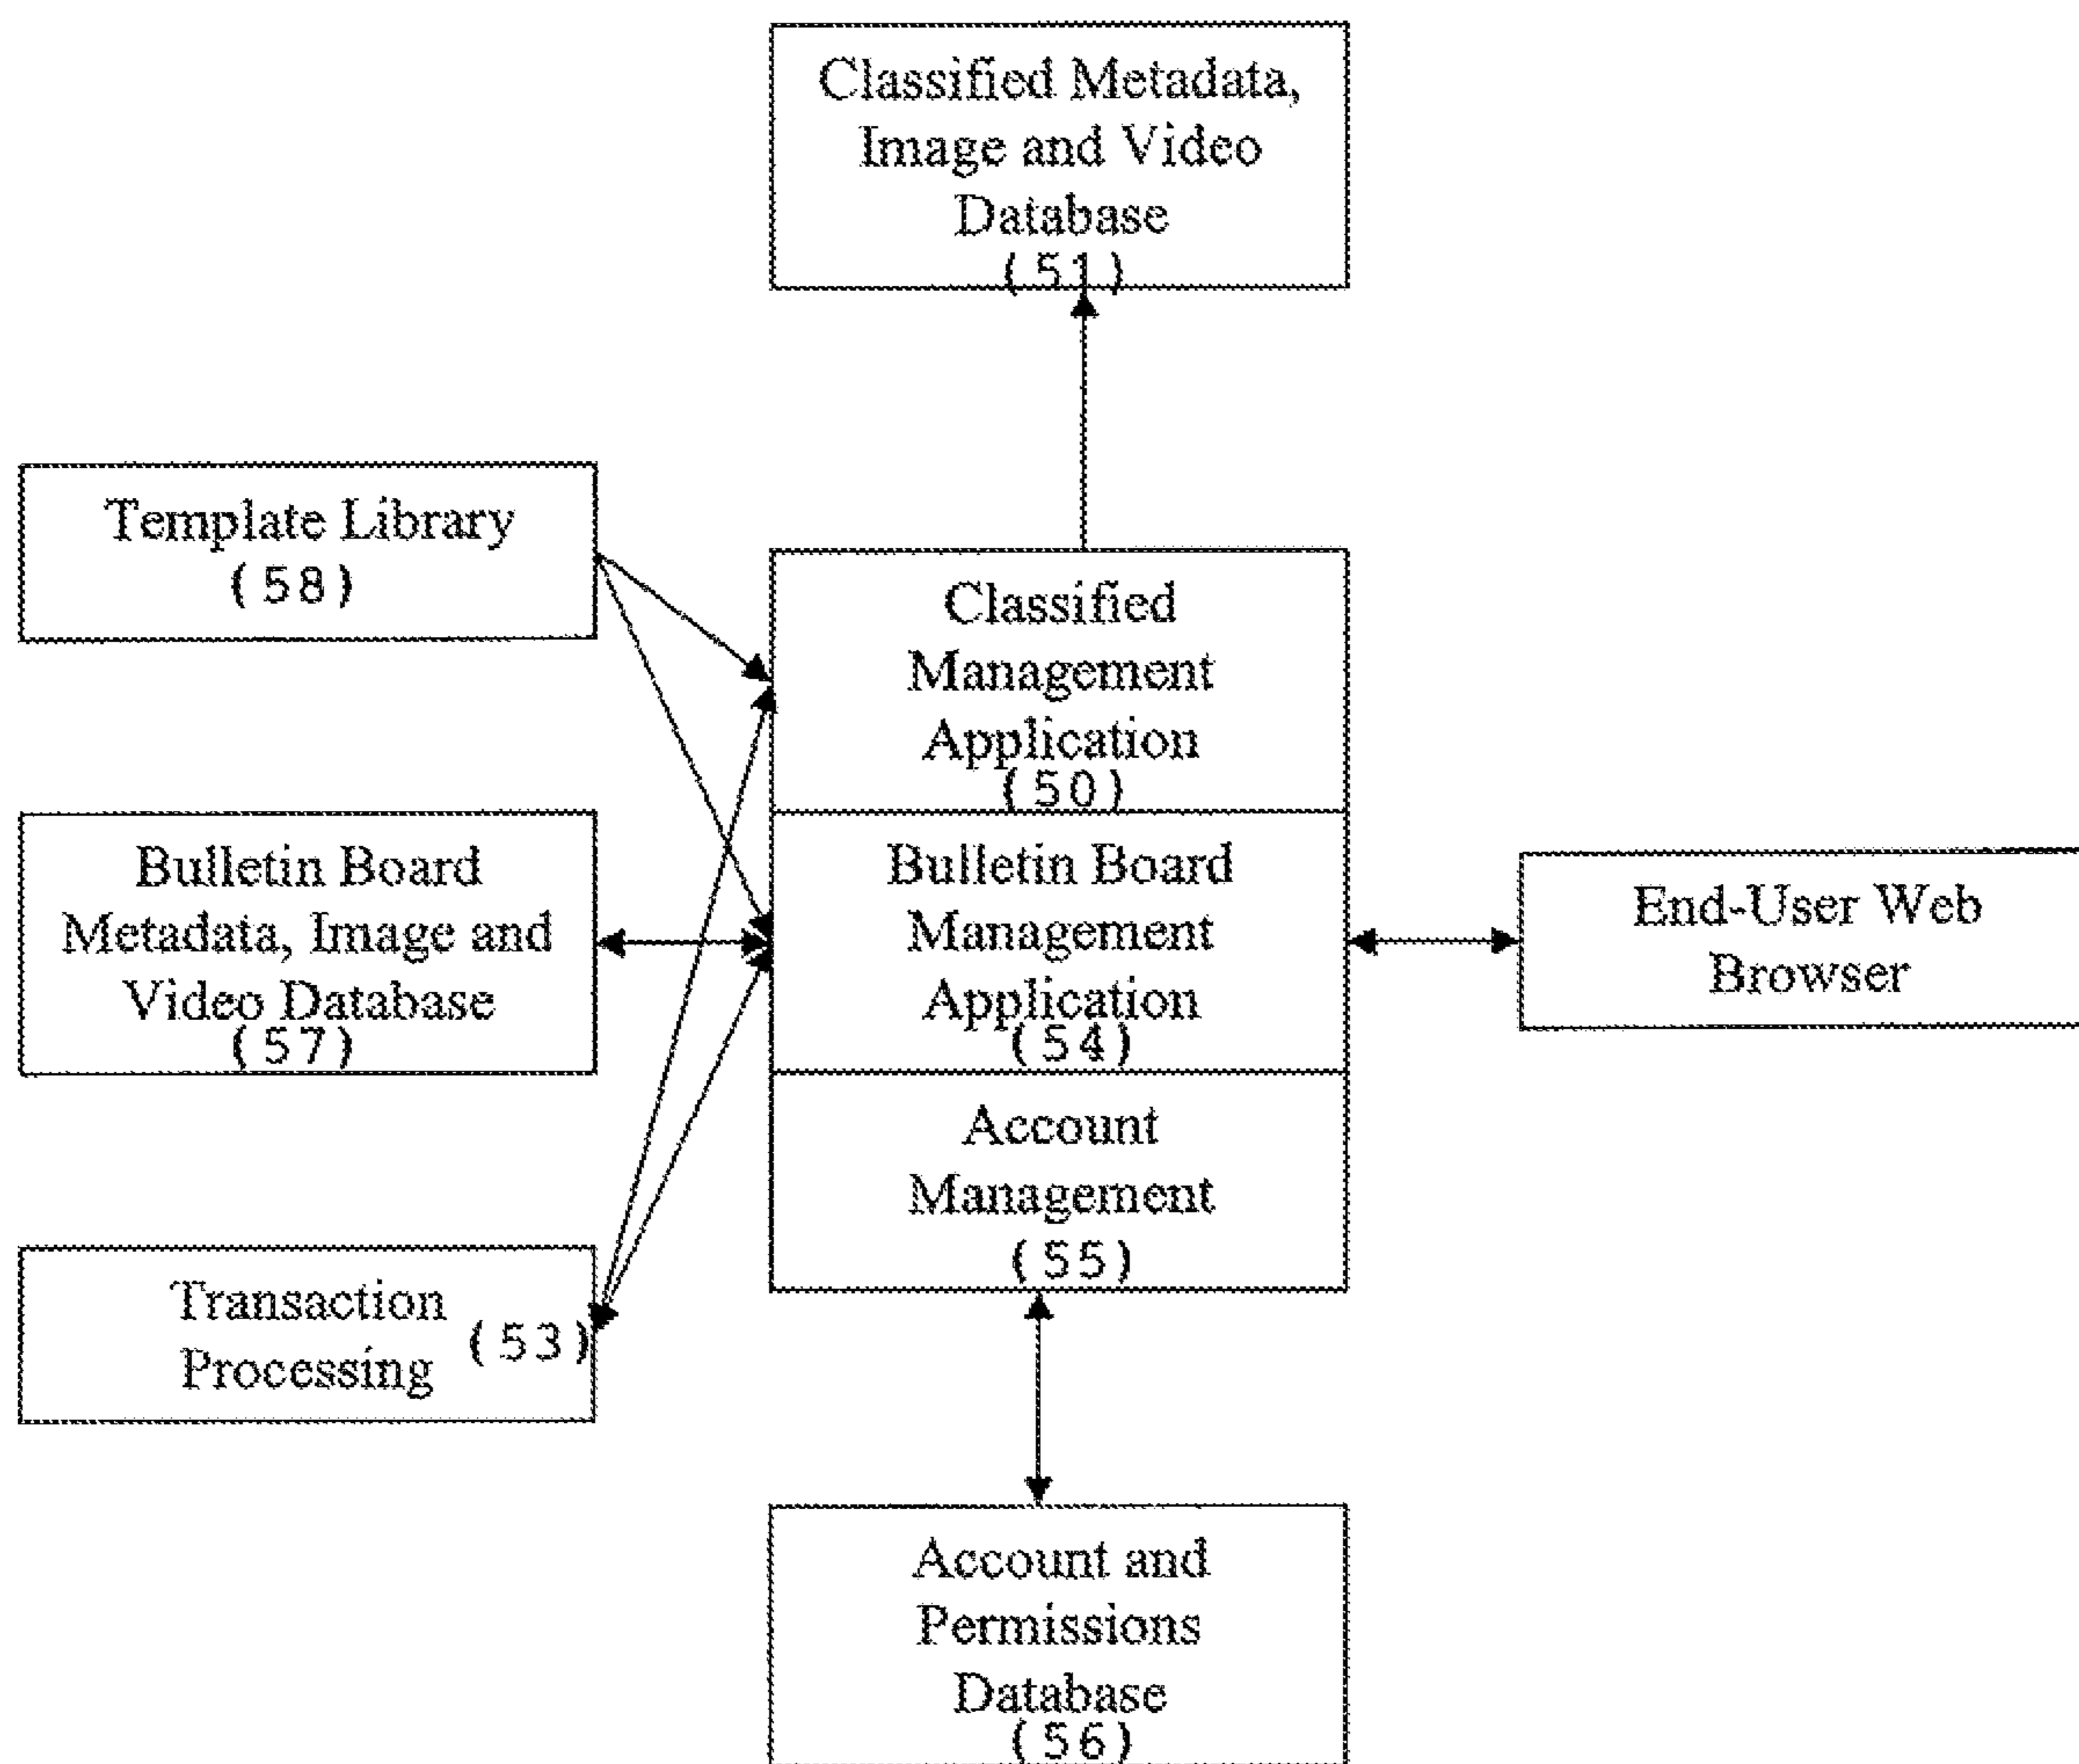 Classified Metadata,
Image and Video
Database
(51)
Template Library
(58)
Classified
Management
Application
(50)
Bulletin Board
Metadata, Image and
Video Database
(57)
Bulletin Board
Management
Application
(54)
End-User Web
Browser
Account
Management
(55)
Transaction
Processing (53)
Account and
Permissions
Database
(56)